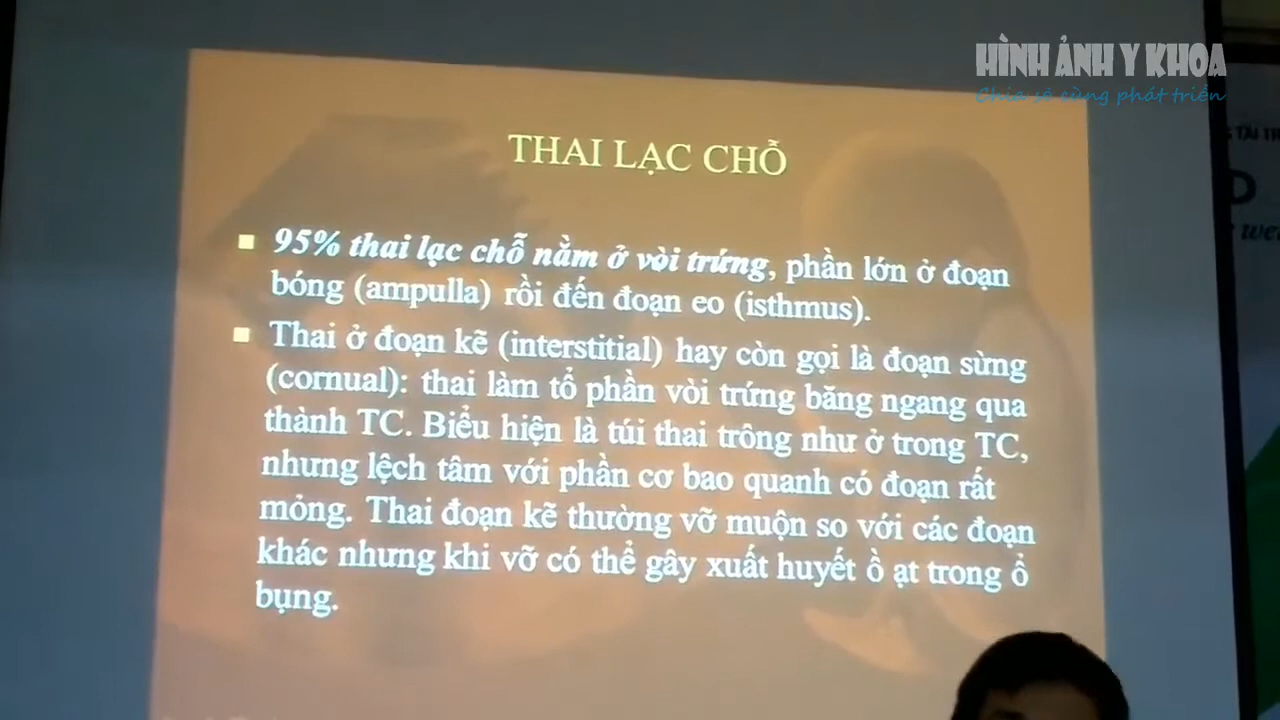 HÌNH ẢNH Y KHOA
Chia sẻ cùng phát triển
THAI LẠC CHỖ
95% thai lạc chỗ nằm ở vòi trứng, phần lớn ở đoạn
bóng (ampulla) rồi đến đoạn eo (isthmus).
Thai ở đoạn kẽ (interstitial) hay còn gọi là đoạn sừng
(cornual): thai làm tổ phần vòi trứng băng ngang qua
thành TC. Biểu hiện là túi thai trông như ở trong TC,
nhưng lệch tâm với phần cơ bao quanh có đoạn rất
mỏng. Thai đoạn kẽ thường vỡ muộn so với các đoạn
khác nhưng khi vỡ có thể gây xuất huyết ồ ạt trong ổ
bụng.